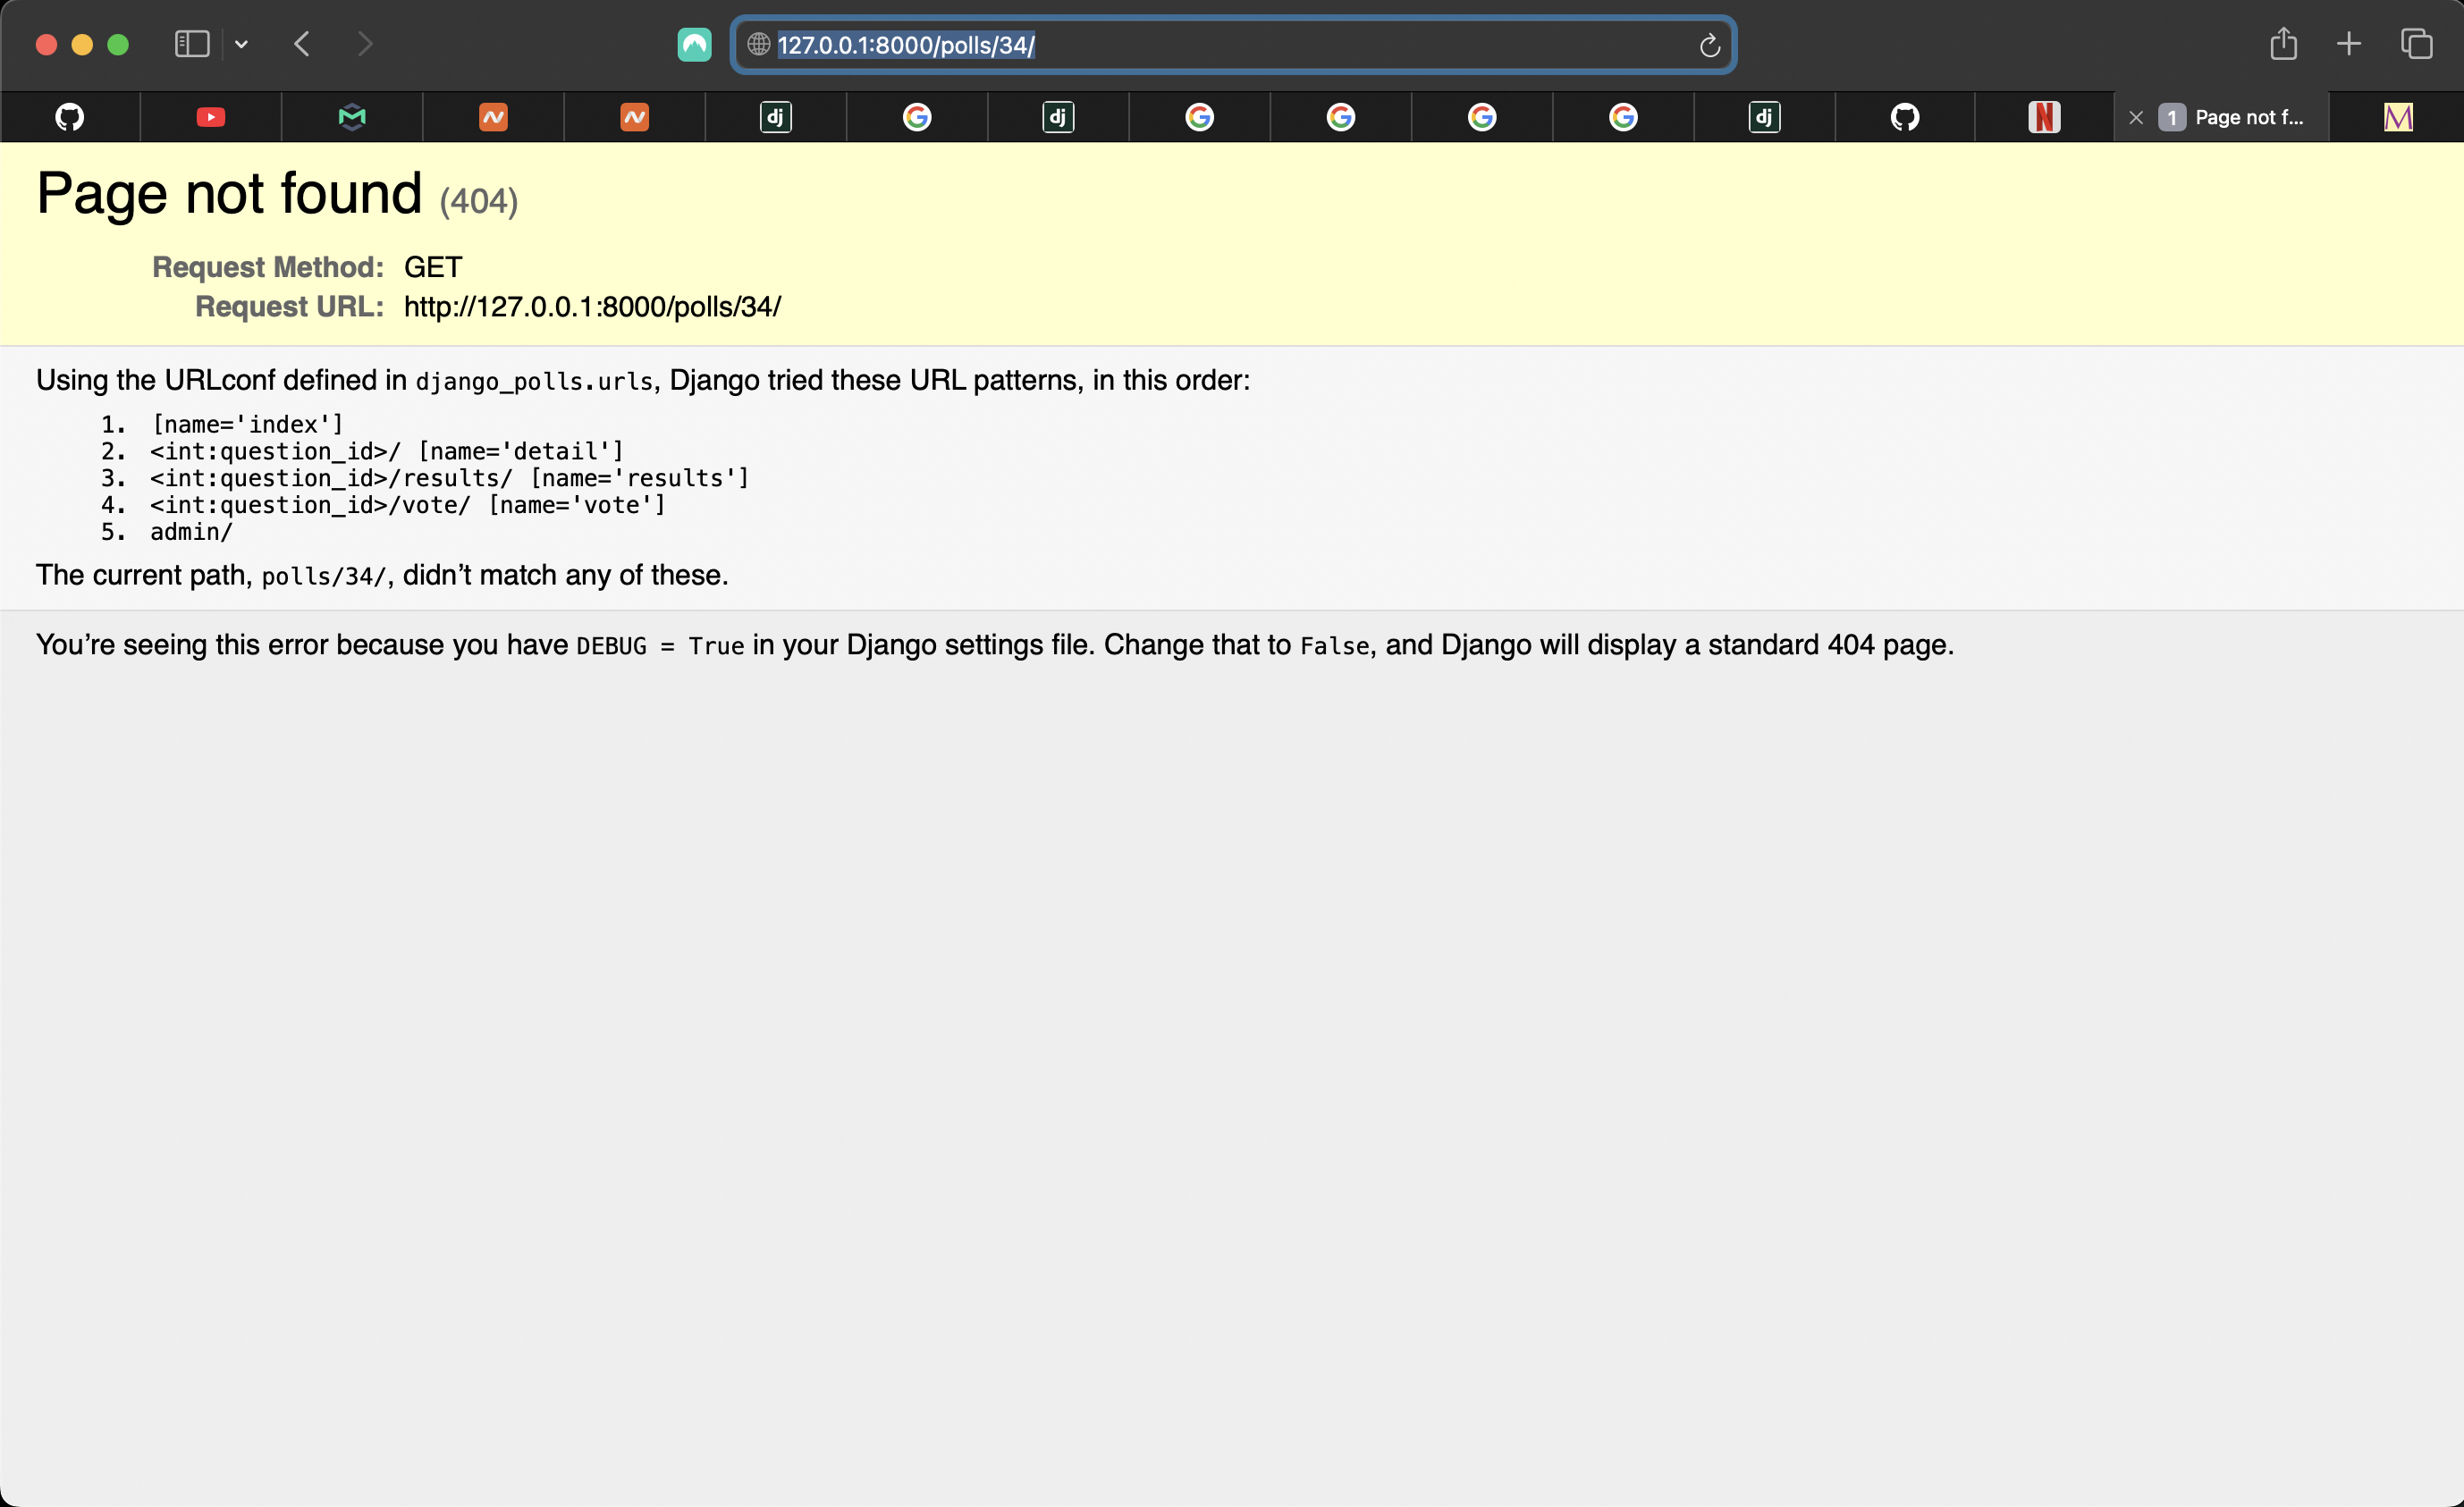 127.0.0.1:8000/polls/34/
dj
dj
dj
1 Page not f...
Page not found (404)
Request Method: GET
Request URL: http://127.0.0.1:8000/polls/34/
Using the URLconf defined in django_polls.urls, Django tried these URL patterns, in this order:
1. [name='index']
2. <int:question_id>/ [name='detail']
3. <int:question_id>/results/ [name='results']
4. <int:question_id>/vote/ [name='vote']
5. admin/
The current path, polls/34/, didn’t match any of these.
You’re seeing this error because you have DEBUG = True in your Django settings file. Change that to False, and Django will display a standard 404 page.